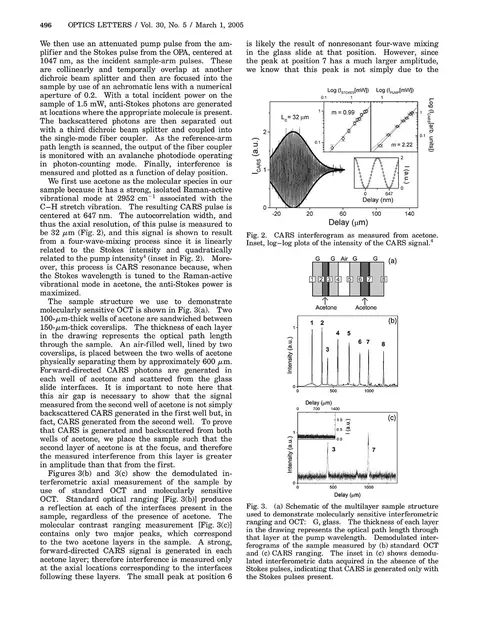 496 OPTICS LETTERS / Vol. 30, No. 5 / March 1, 2005
We then use an attenuated pump pulse from the am-
plifier and the Stokes pulse from the OPA, centered at
1047 nm, as the incident sample-arm pulses. These
are collinearly and temporally overlap at another
dichroic beam splitter and then are focused into the
sample by use of an achromatic lens with a numerical
aperture of 0.2. With a total incident power on the
sample of 1.5 mW, anti-Stokes photons are generated
at locations where the appropriate molecule is present.
The backscattered photons are then separated out
with a third dichroic beam splitter and coupled into
the single-mode fiber coupler. As the reference-arm
path length is scanned, the output of the fiber coupler
is monitored with an avalanche photodiode operating
in photon-counting mode. Finally, interference is
measured and plotted as a function of delay position.
We first use acetone as the molecular species in our
sample because it has a strong, isolated Raman-active
vibrational mode at 2952 cm⁻¹ associated with the
C–H stretch vibration. The resulting CARS pulse is
centered at 647 nm. The autocorrelation width, and
thus the axial resolution, of this pulse is measured to
be 32 μm (Fig. 2), and this signal is shown to result
from a four-wave-mixing process since it is linearly
related to the Stokes intensity and quadratically
related to the pump intensity⁴ (inset in Fig. 2). More-
over, this process is CARS resonance because, when
the Stokes wavelength is tuned to the Raman-active
vibrational mode in acetone, the anti-Stokes power is
maximized.
The sample structure we use to demonstrate
molecularly sensitive OCT is shown in Fig. 3(a). Two
100-μm-thick wells of acetone are sandwiched between
150-μm-thick coverslips. The thickness of each layer
in the drawing represents the optical path length
through the sample. An air-filled well, lined by two
coverslips, is placed between the two wells of acetone
physically separating them by approximately 600 μm.
Forward-directed CARS photons are generated in
each well of acetone and scattered from the glass
slide interfaces. It is important to note here that
this air gap is necessary to show that the signal
measured from the second well of acetone is not simply
backscattered CARS generated in the first well but, in
fact, CARS generated from the second well. To prove
that CARS is generated and backscattered from both
wells of acetone, we place the sample such that the
second layer of acetone is at the focus, and therefore
the measured interference from this layer is greater
in amplitude than that from the first.
Figures 3(b) and 3(c) show the demodulated in-
terferometric axial measurement of the sample by
use of standard OCT and molecularly sensitive
OCT. Standard optical ranging [Fig. 3(b)] produces
a reflection at each of the interfaces present in the
sample, regardless of the presence of acetone. The
molecular contrast ranging measurement [Fig. 3(c)]
contains only two major peaks, which correspond
to the two acetone layers in the sample. A strong,
forward-directed CARS signal is generated in each
acetone layer; therefore interference is measured only
at the axial locations corresponding to the interfaces
following these layers. The small peak at position 6
is likely the result of nonresonant four-wave mixing
in the glass slide at that position. However, since
the peak at position 7 has a much larger amplitude,
we know that this peak is not simply due to the
Log (I_STOKES[mW]) Log (I_PUMP[mW])
0.1 1 1
L_c= 32 μm
m = 0.99
m = 2.22
1
0.1
1
0.1
2
1
0
I_CARS (a.u.)
2
0
0 647
Delay (nm)
-20 20 60 100 140
Delay (μm)
Fig. 2. CARS interferogram as measured from acetone.
Inset, log–log plots of the intensity of the CARS signal.⁴
G G Air G G (a)
1 2 3 4 5 6 7 8
Acetone Acetone
(b)
1 2 3 4 5 6 7 8
Intensity (a.u.)
1
0
0 500 1000
Delay (μm)
Delay (μm)
0 700 1400
(c)
I (a.u.)
3 7
Intensity (a.u.)
1
0
0 500 1000
Delay (μm)
Fig. 3. (a) Schematic of the multilayer sample structure
used to demonstrate molecularly sensitive interferometric
ranging and OCT: G, glass. The thickness of each layer
in the drawing represents the optical path length through
that layer at the pump wavelength. Demodulated inter-
ferograms of the sample measured by (b) standard OCT
and (c) CARS ranging. The inset in (c) shows demodu-
lated interferometric data acquired in the absence of the
Stokes pulses, indicating that CARS is generated only with
the Stokes pulses present.